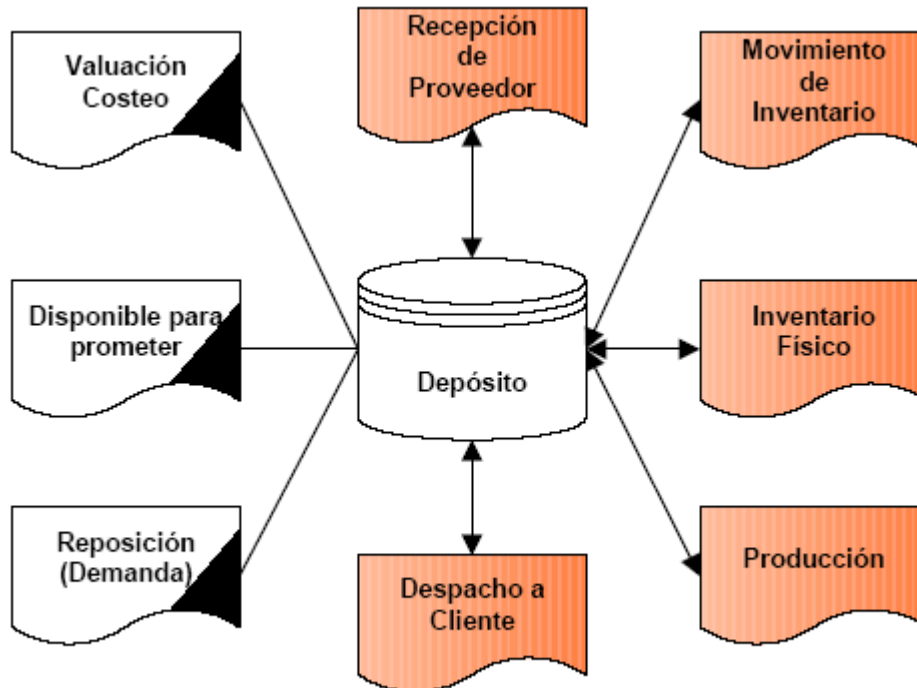 Valuación
Costeo
Recepción
de
Proveedor
Movimiento
de
Inventario
Disponible para
prometer
Depósito
Inventario
Físico
Reposición
(Demanda)
Despacho a
Cliente
Producción